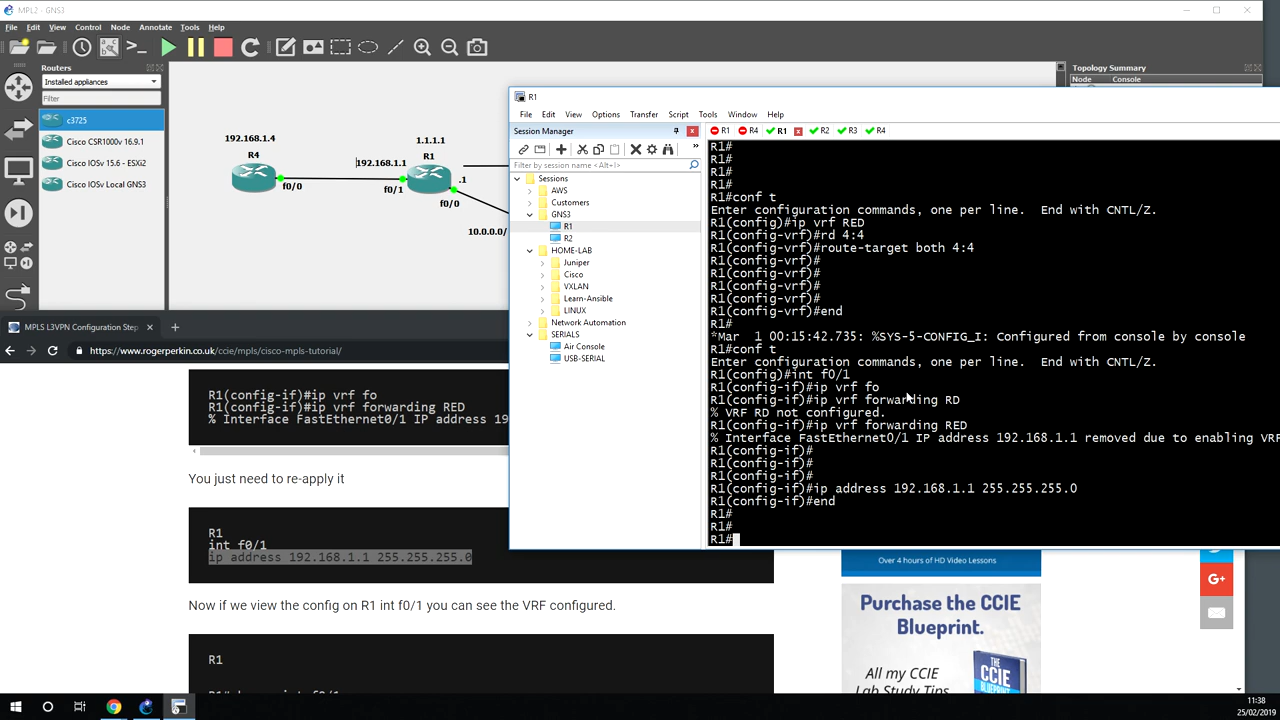 MPL2 - GNS3
File Edit View Control Node Annotate Tools Help
Routers
Installed appliances
Filter
c3725
Cisco CSR1000v 16.9.1
Cisco IOSv 15.6 - ESXi2
Cisco IOSv Local GNS3
192.168.1.4
R4
f0/0
1.1.1.1
R1
192.168.1.1
f0/1
.1
f0/0
10.0.0.0/
Topology Summary
Node Console
R1
File Edit View Options Transfer Script Tools Window Help
Session Manager
Filter by session name <Alt+I>
Sessions
AWS
Customers
GNS3
R1
R2
HOME-LAB
Juniper
Cisco
VXLAN
Learn-Ansible
LINUX
Network Automation
SERIALS
Air Console
USB-SERIAL
R1 R4 R1 R2 R3 R4
R1#
R1#
R1#
R1#
R1#conf t
Enter configuration commands, one per line.  End with CNTL/Z.
R1(config)#ip vrf RED
R1(config-vrf)#rd 4:4
R1(config-vrf)#route-target both 4:4
R1(config-vrf)#
R1(config-vrf)#
R1(config-vrf)#
R1(config-vrf)#
R1(config-vrf)#end
R1#
*Mar  1 00:15:42.735: %SYS-5-CONFIG_I: Configured from console by console
R1#conf t
Enter configuration commands, one per line.  End with CNTL/Z.
R1(config)#int f0/1
R1(config-if)#ip vrf fo
R1(config-if)#ip vrf forwarding RD
% VRF RD not configured.
R1(config-if)#ip vrf forwarding RED
% Interface FastEthernet0/1 IP address 192.168.1.1 removed due to enabling VRF
R1(config-if)#
R1(config-if)#
R1(config-if)#
R1(config-if)#ip address 192.168.1.1 255.255.255.0
R1(config-if)#end
R1#
R1#
R1#
MPLS L3VPN Configuration Step
https://www.rogerperkin.co.uk/ccie/mpls/cisco-mpls-tutorial/
R1(config-if)#ip vrf fo
R1(config-if)#ip vrf forwarding RED
% Interface FastEthernet0/1 IP address 19
You just need to re-apply it
R1
int f0/1
ip address 192.168.1.1 255.255.255.0
Now if we view the config on R1 int f0/1 you can see the VRF configured.
R1
Over 4 hours of HD Video Lessons
Purchase the CCIE
Blueprint.
All my CCIE
Lab Study Tips
THE CCIE BLUEPRINT
G+
11:38
25/02/2019